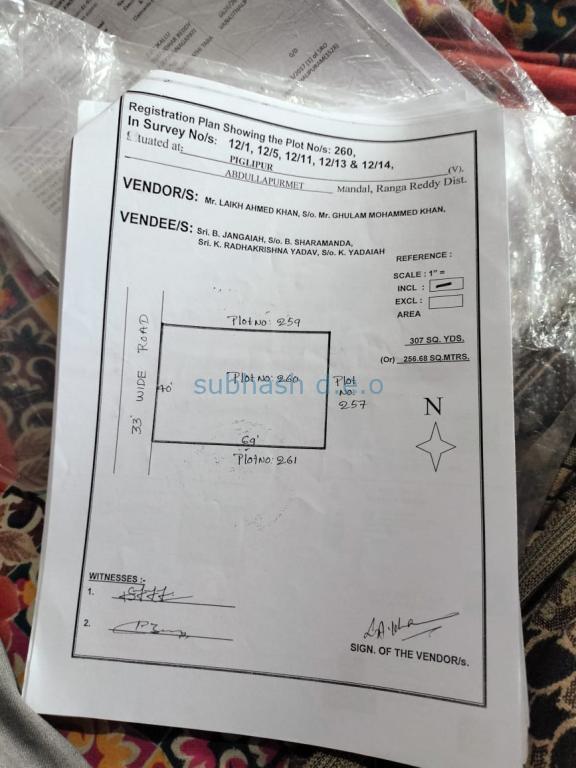 Registration Plan Showing the Plot No/s: 260,
In Survey No/s: 12/1, 12/5, 12/11, 12/13 & 12/14,
Situated at: PIGLIPUR (V).
ABDULLAPURMET Mandal, Ranga Reddy Dist.
VENDOR/S: Mr. LAIKH AHMED KHAN, S/o. Mr. GHULAM MOHAMMED KHAN,
VENDEE/S: Sri. B. JANGAIAH, S/o. B. SHARAMANDA,
Sri. K. RADHAKRISHNA YADAV, S/o. K. YADAIAH
REFERENCE :
SCALE : 1" =
INCL :
EXCL :
AREA
307 SQ. YDS.
(Or) 256.68 SQ.MTRS.
Plot No: 259
33' WIDE ROAD
40'
Plot No: 260
subhash d.e.o
Plot
No:
257
N
69'
Plot No: 261
WITNESSES :-
1.
2.
SIGN. OF THE VENDOR/s.